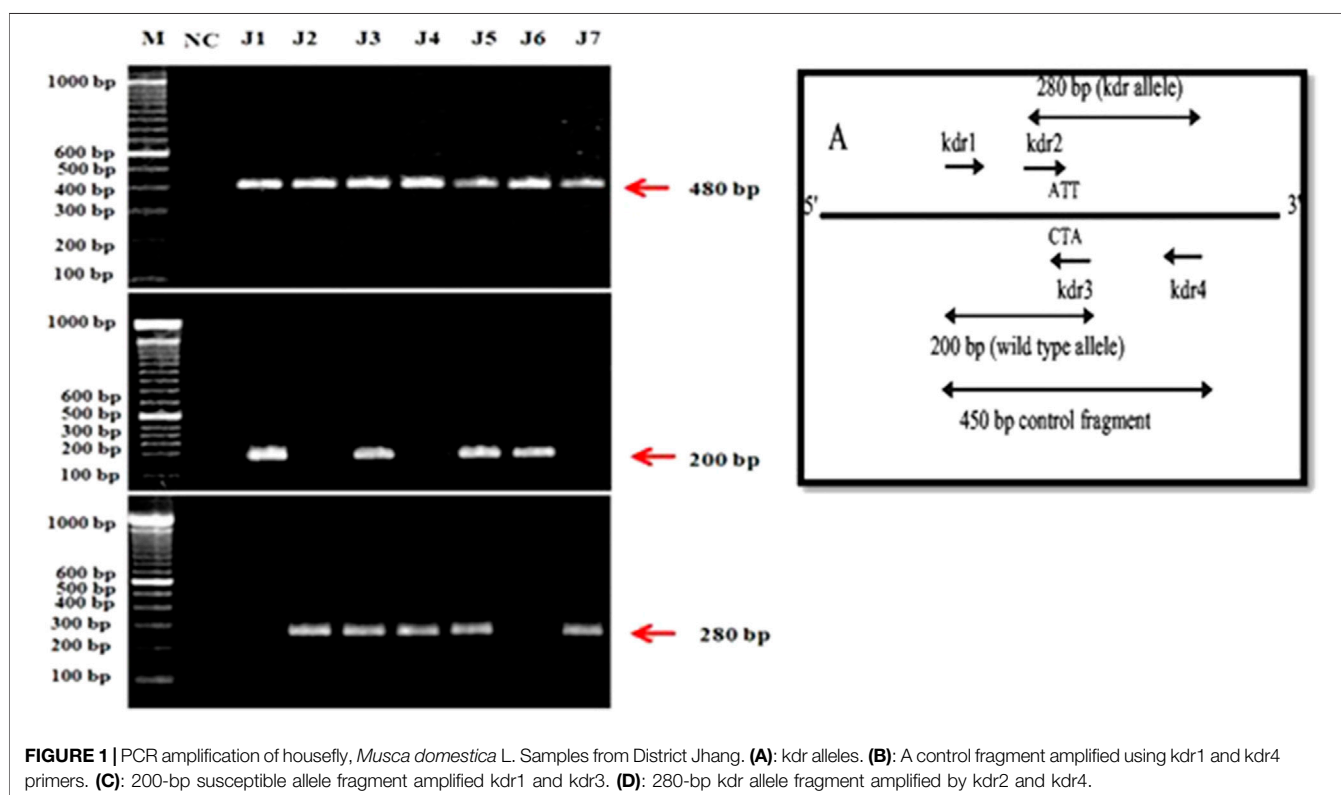 M NC J1 J2 J3 J4 J5 J6 J7
1000 bp
600 bp
500 bp
400 bp
300 bp
200 bp
100 bp
480 bp
1000 bp
600 bp
500 bp
300 bp
200 bp
100 bp
200 bp
1000 bp
600 bp
500 bp
400 bp
300 bp
200 bp
100 bp
280 bp
280 bp (kdr allele)
A
kdr1 kdr2
ATT
5' 3'
CTA
kdr3 kdr4
200 bp (wild type allele)
450 bp control fragment
FIGURE 1 | PCR amplification of housefly, Musca domestica L. Samples from District Jhang. (A): kdr alleles. (B): A control fragment amplified using kdr1 and kdr4
primers. (C): 200-bp susceptible allele fragment amplified kdr1 and kdr3. (D): 280-bp kdr allele fragment amplified by kdr2 and kdr4.